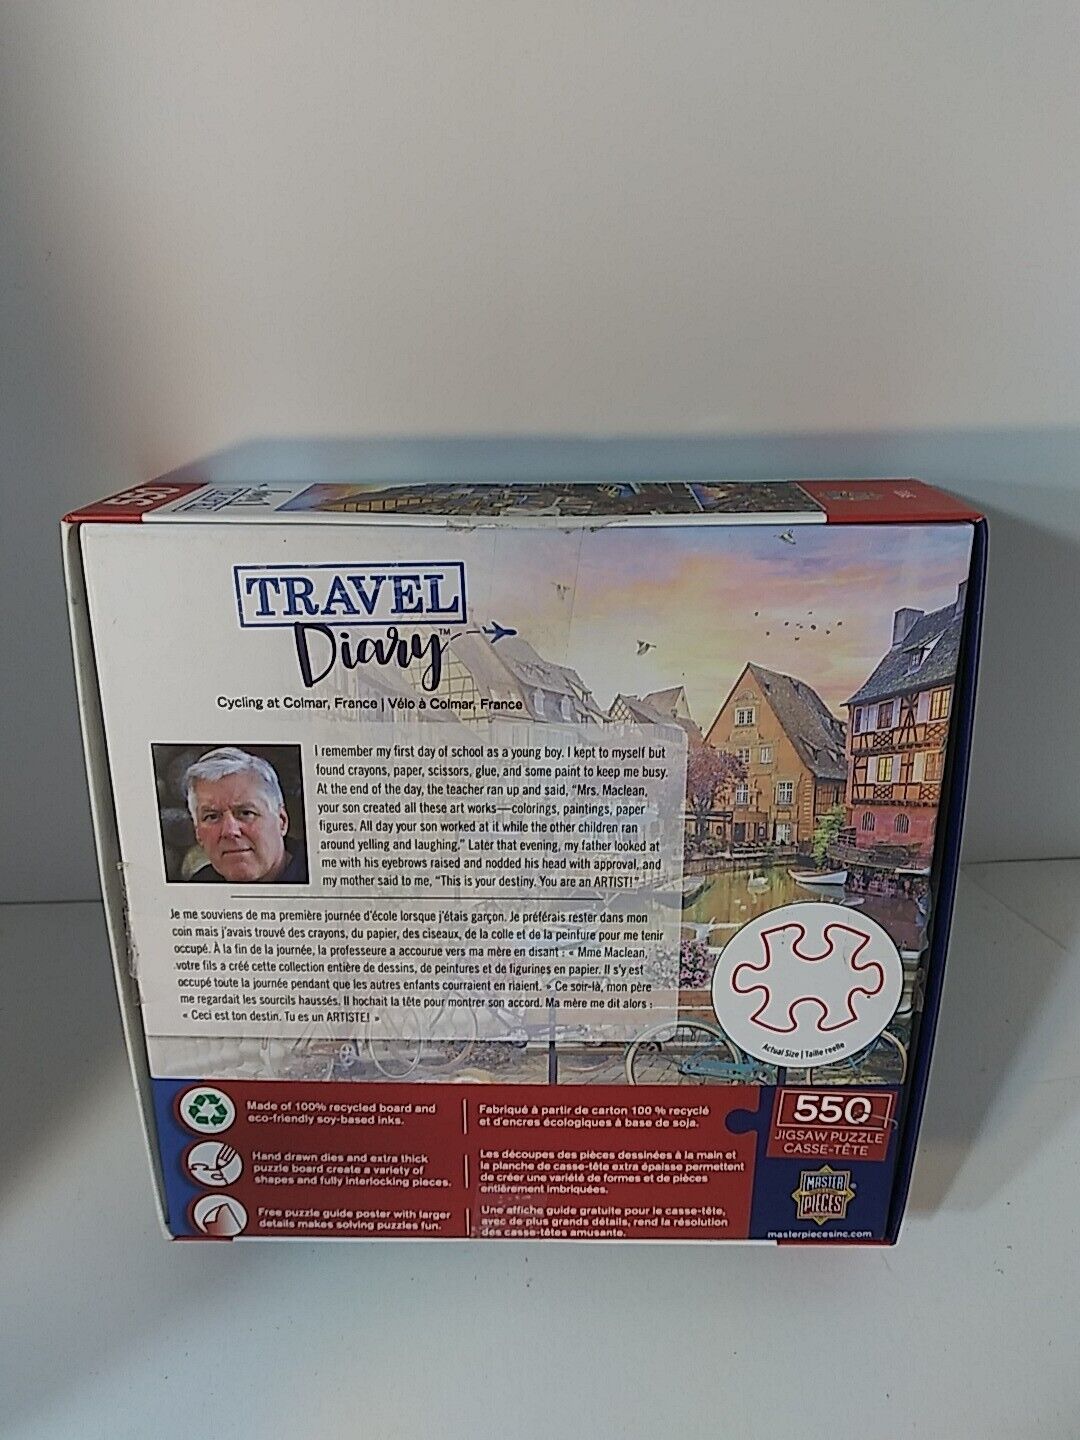 550
TRAVEL
Diary™
Cycling at Colmar, France | Vélo à Colmar, France
I remember my first day of school as a young boy. I kept to myself but
found crayons, paper, scissors, glue, and some paint to keep me busy.
At the end of the day, the teacher ran up and said, “Mrs. Maclean,
your son created all these art works—colorings, paintings, paper
figures. All day your son worked at it while the other children ran
around yelling and laughing.” Later that evening, my father looked at
me with his eyebrows raised and nodded his head with approval, and
my mother said to me, “This is your destiny. You are an ARTIST!”
Je me souviens de ma première journée d'école lorsque j'étais garçon. Je préférais rester dans mon
coin mais j'avais trouvé des crayons, du papier, des ciseaux, de la colle et de la peinture pour me tenir
occupé. À la fin de la journée, la professeure a accourue vers ma mère en disant : « Mme Maclean,
votre fils a créé cette collection entière de dessins, de peintures et de figurines en papier. Il s'y est
occupé toute la journée pendant que les autres enfants courraient en riaient. » Ce soir-là, mon père
me regardait les sourcils haussés. Il hochait la tête pour montrer son accord. Ma mère me dit alors :
« Ceci est ton destin. Tu es un ARTISTE! »
Actual Size | Taille reelle
Made of 100% recycled board and
eco-friendly soy-based inks.
Fabriqué à partir de carton 100 % recyclé
et d'encres écologiques à base de soja.
Hand drawn dies and extra thick
puzzle board create a variety of
shapes and fully interlocking pieces.
Les découpes des pièces dessinées à la main et
la planche de casse-tête extra épaisse permettent
de créer une variété de formes et de pièces
entièrement imbriquées.
Free puzzle guide poster with larger
details makes solving puzzles fun.
Une affiche guide gratuite pour le casse-tête,
avec de plus grands détails, rend la résolution
des casse-têtes amusante.
550
JIGSAW PUZZLE
CASSE-TÊTE
MASTER
PIECES®
masterpiecesinc.com